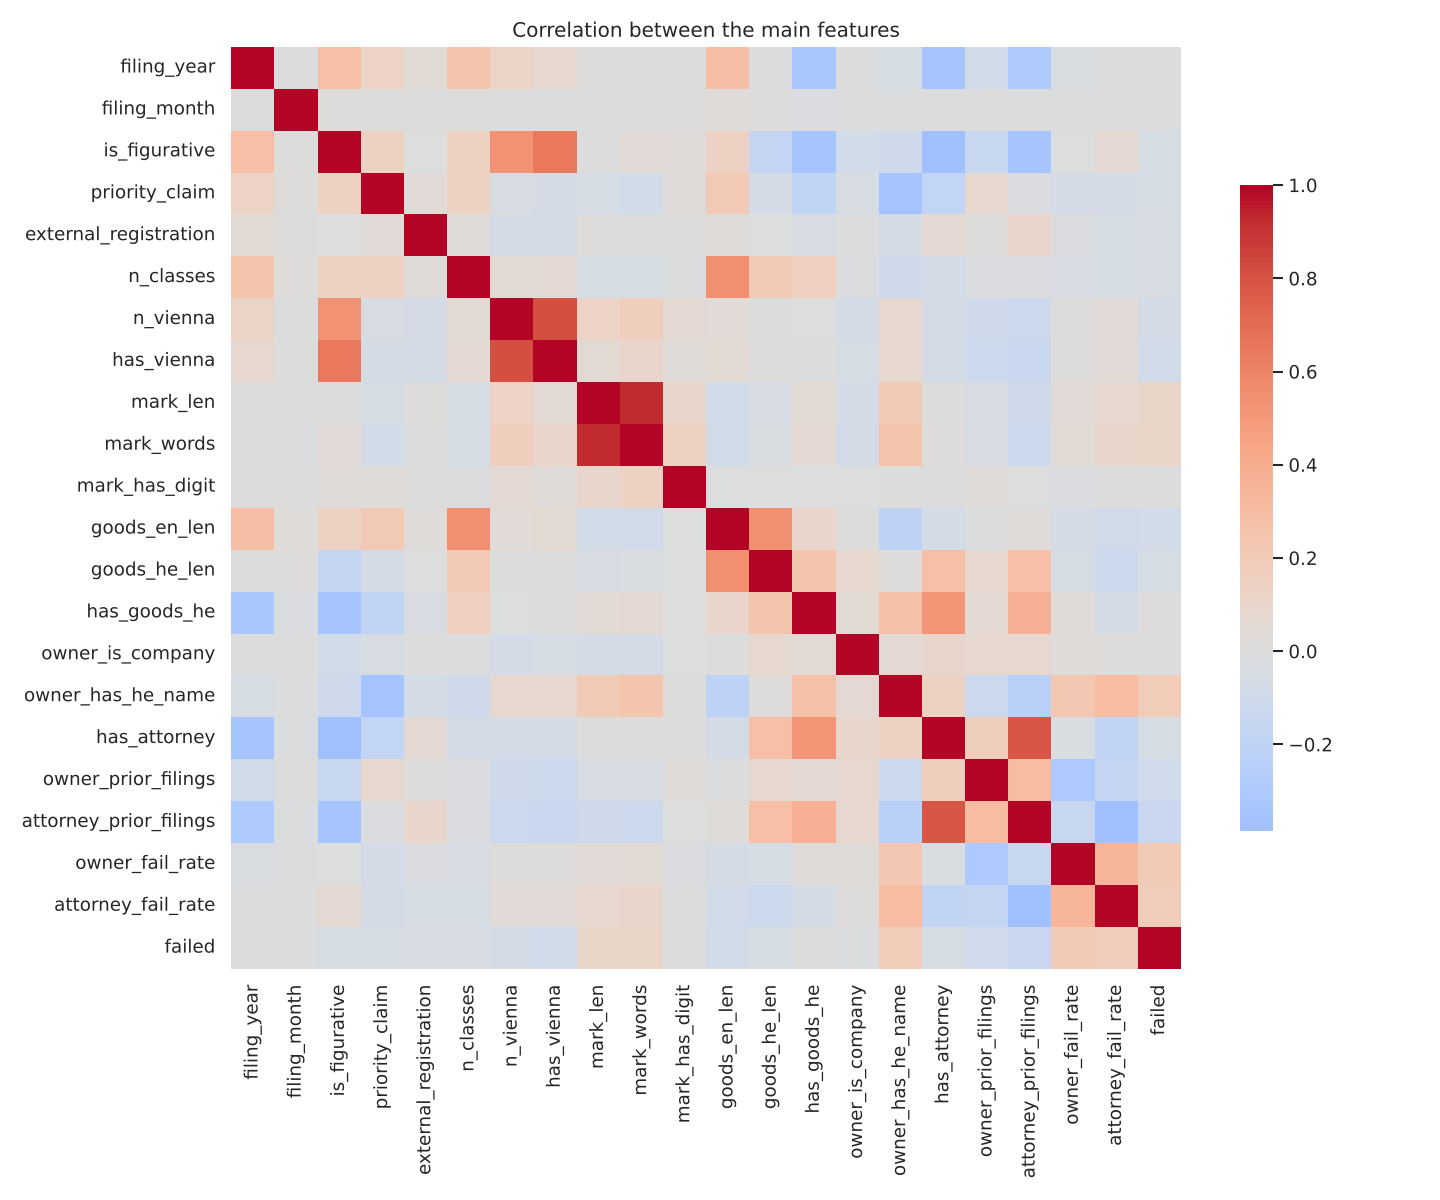 Correlation between the main features
filing_year
filing_month
is_figurative
priority_claim
external_registration
n_classes
n_vienna
has_vienna
mark_len
mark_words
mark_has_digit
goods_en_len
goods_he_len
has_goods_he
owner_is_company
owner_has_he_name
has_attorney
owner_prior_filings
attorney_prior_filings
owner_fail_rate
attorney_fail_rate
failed
filing_year
filing_month
is_figurative
priority_claim
external_registration
n_classes
n_vienna
has_vienna
mark_len
mark_words
mark_has_digit
goods_en_len
goods_he_len
has_goods_he
owner_is_company
owner_has_he_name
has_attorney
owner_prior_filings
attorney_prior_filings
owner_fail_rate
attorney_fail_rate
failed
1.0
0.8
0.6
0.4
0.2
0.0
−0.2